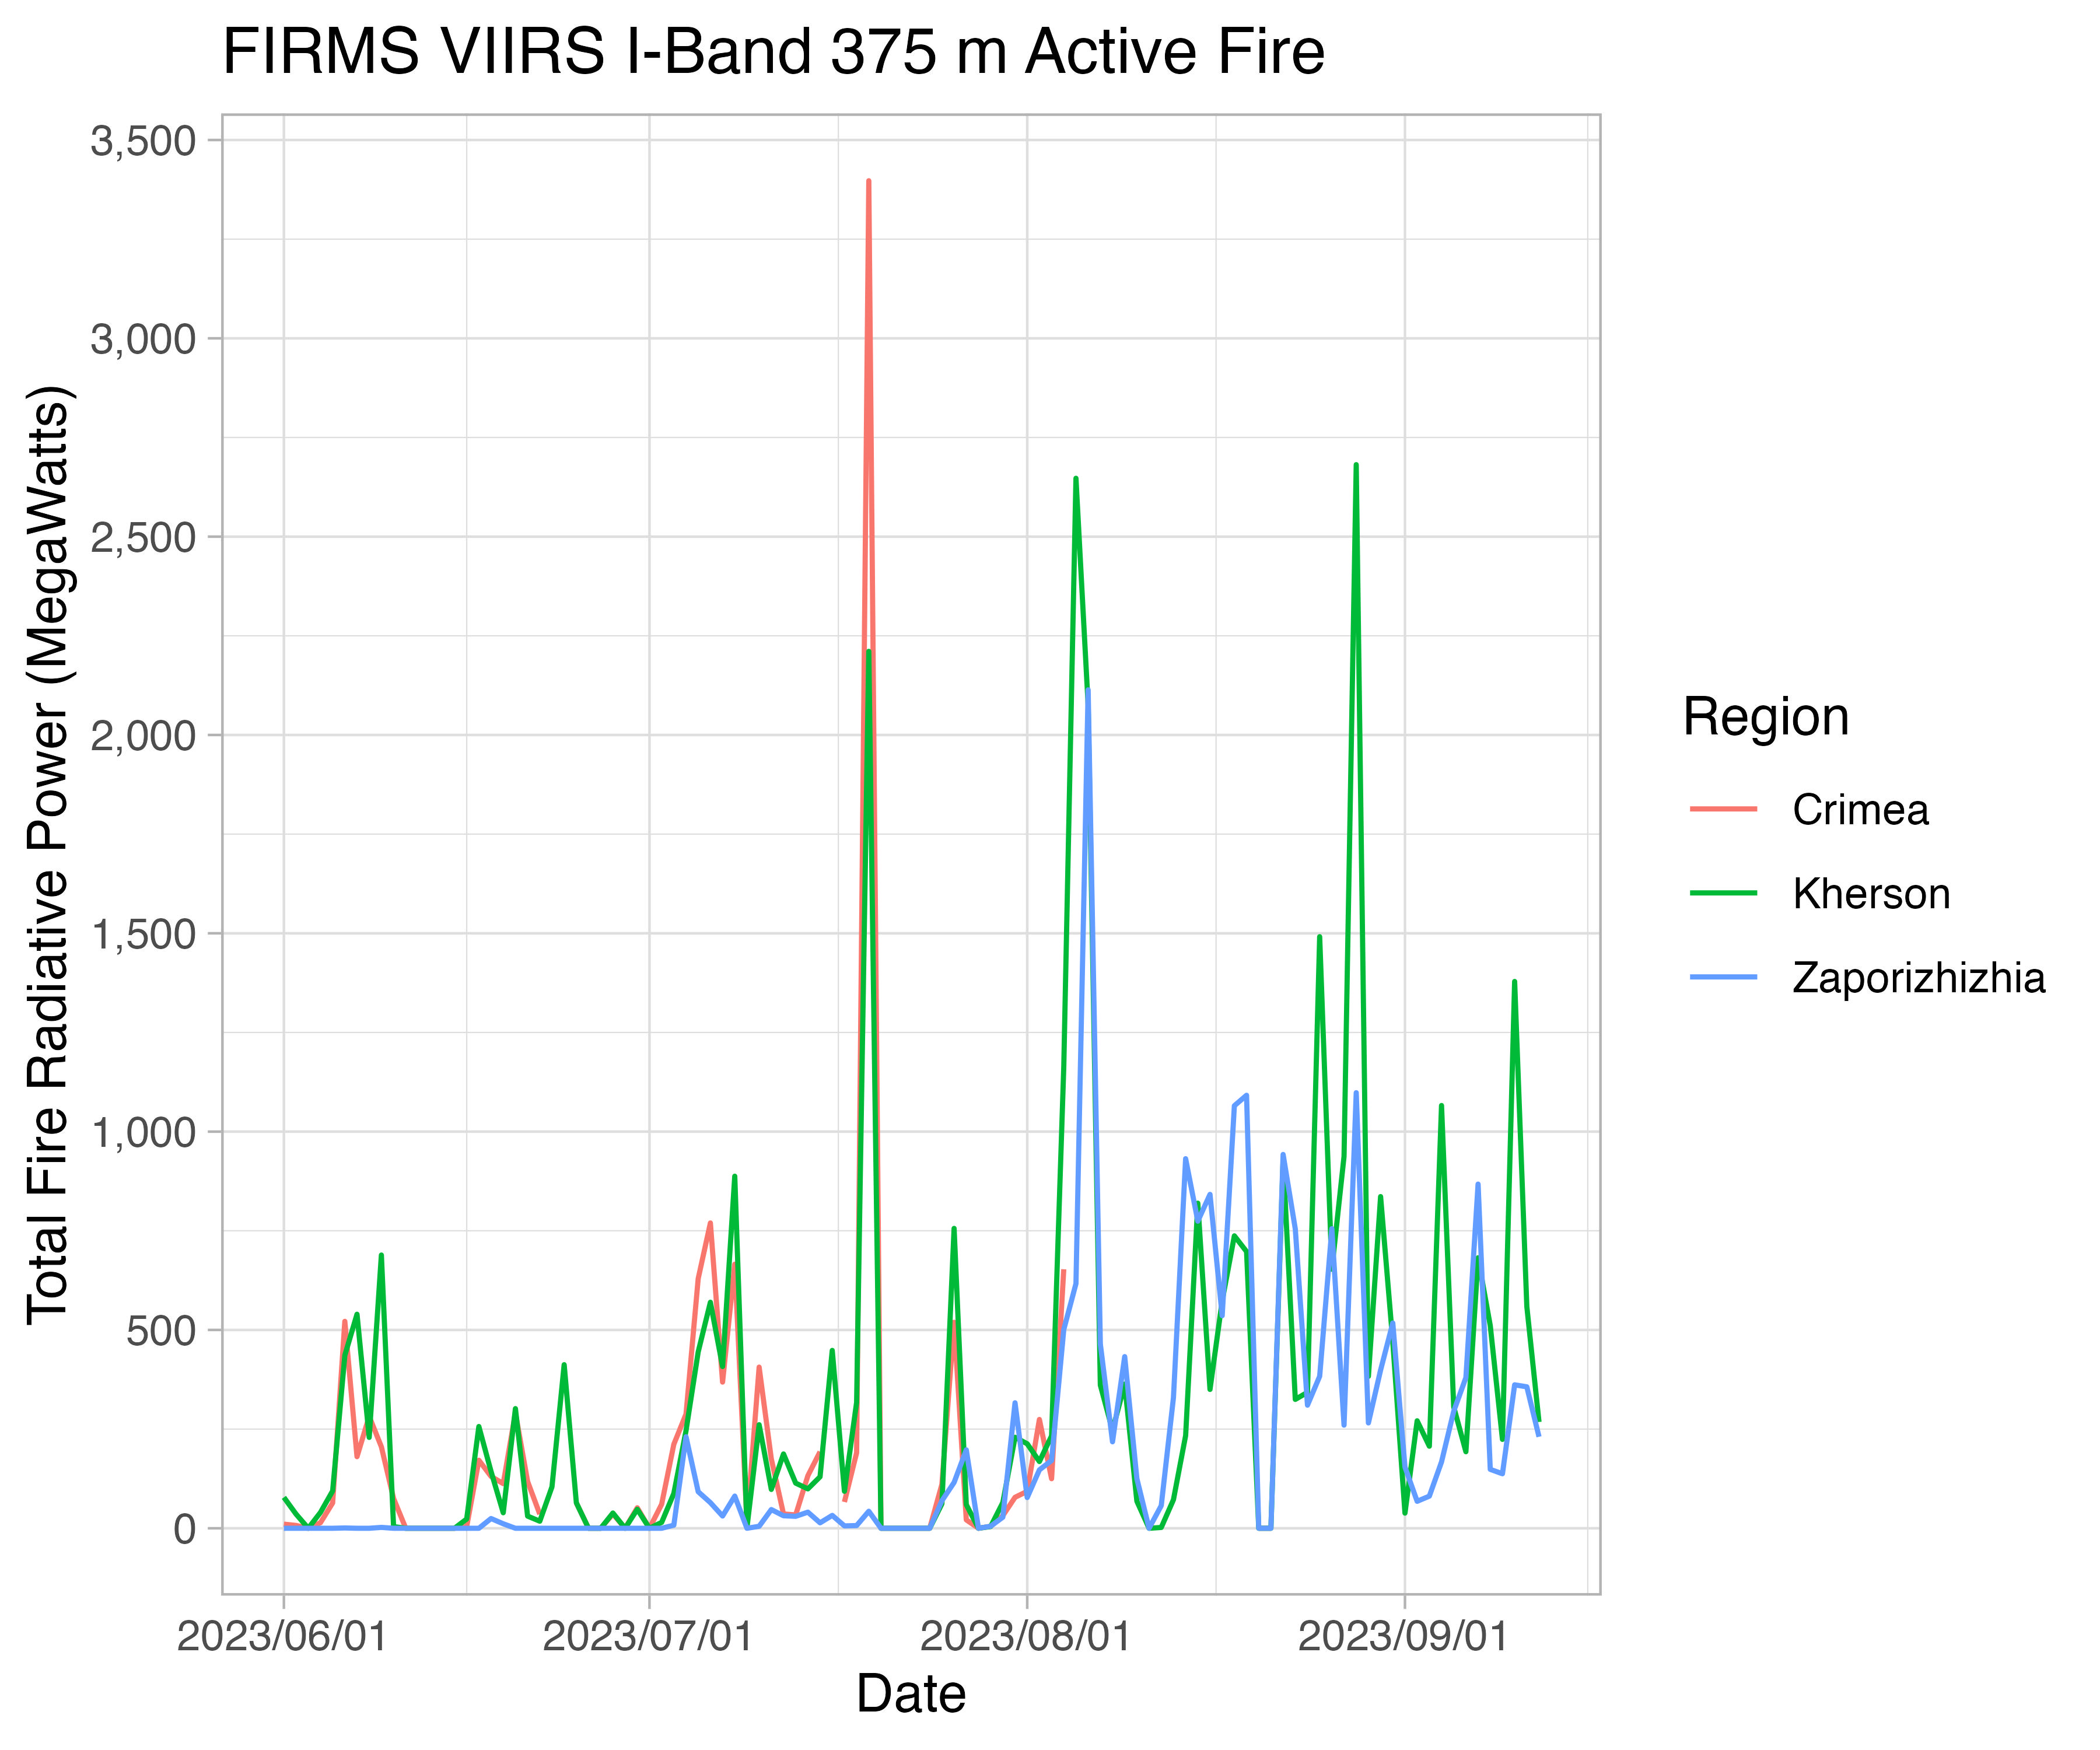 FIRMS VIIRS I-Band 375 m Active Fire
Total Fire Radiative Power (MegaWatts)
3,500
3,000
2,500
2,000
1,500
1,000
500
0
2023/06/01 2023/07/01 2023/08/01 2023/09/01
Date
Region
Crimea
Kherson
Zaporizhizhia